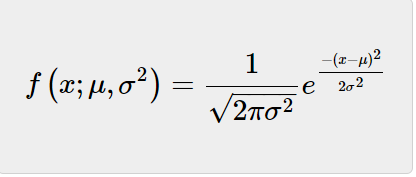 f (x; μ, σ²) = 1/√(2πσ²) e^(−(x−μ)²/2σ²)